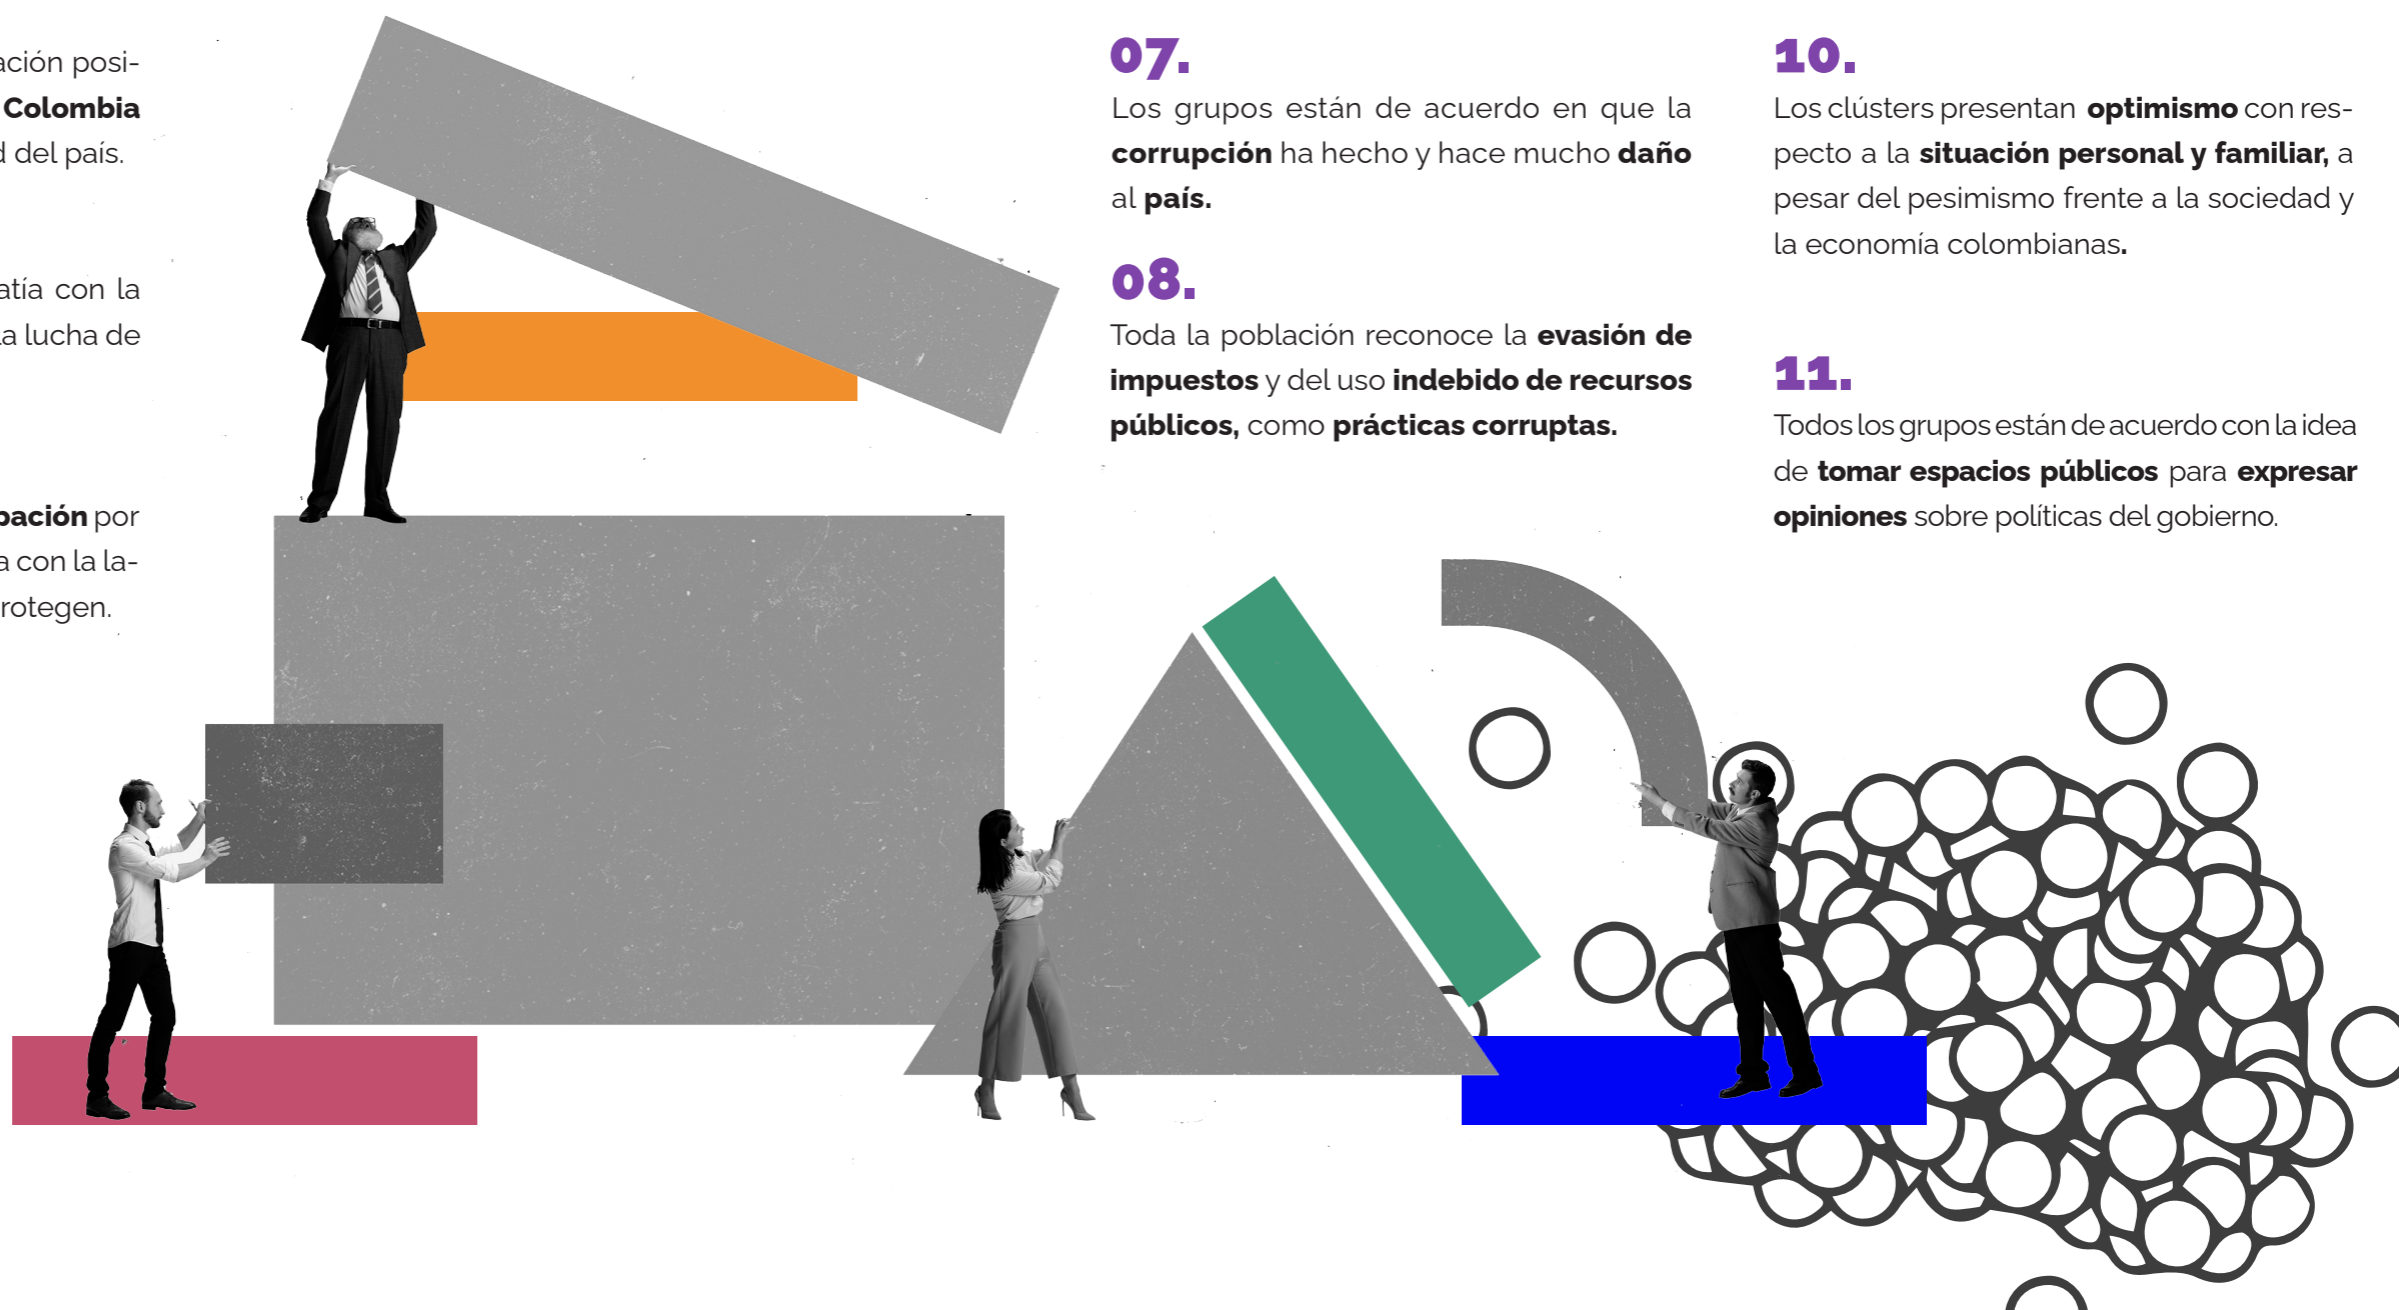 ación posi-
Colombia
d del país.
atía con la
la lucha de
pación por
a con la la-
rotegen.
07.
Los grupos están de acuerdo en que la
corrupción ha hecho y hace mucho daño
al país.
08.
Toda la población reconoce la evasión de
impuestos y del uso indebido de recursos
públicos, como prácticas corruptas.
10.
Los clústers presentan optimismo con res-
pecto a la situación personal y familiar, a
pesar del pesimismo frente a la sociedad y
la economía colombianas.
11.
Todos los grupos están de acuerdo con la idea
de tomar espacios públicos para expresar
opiniones sobre políticas del gobierno.